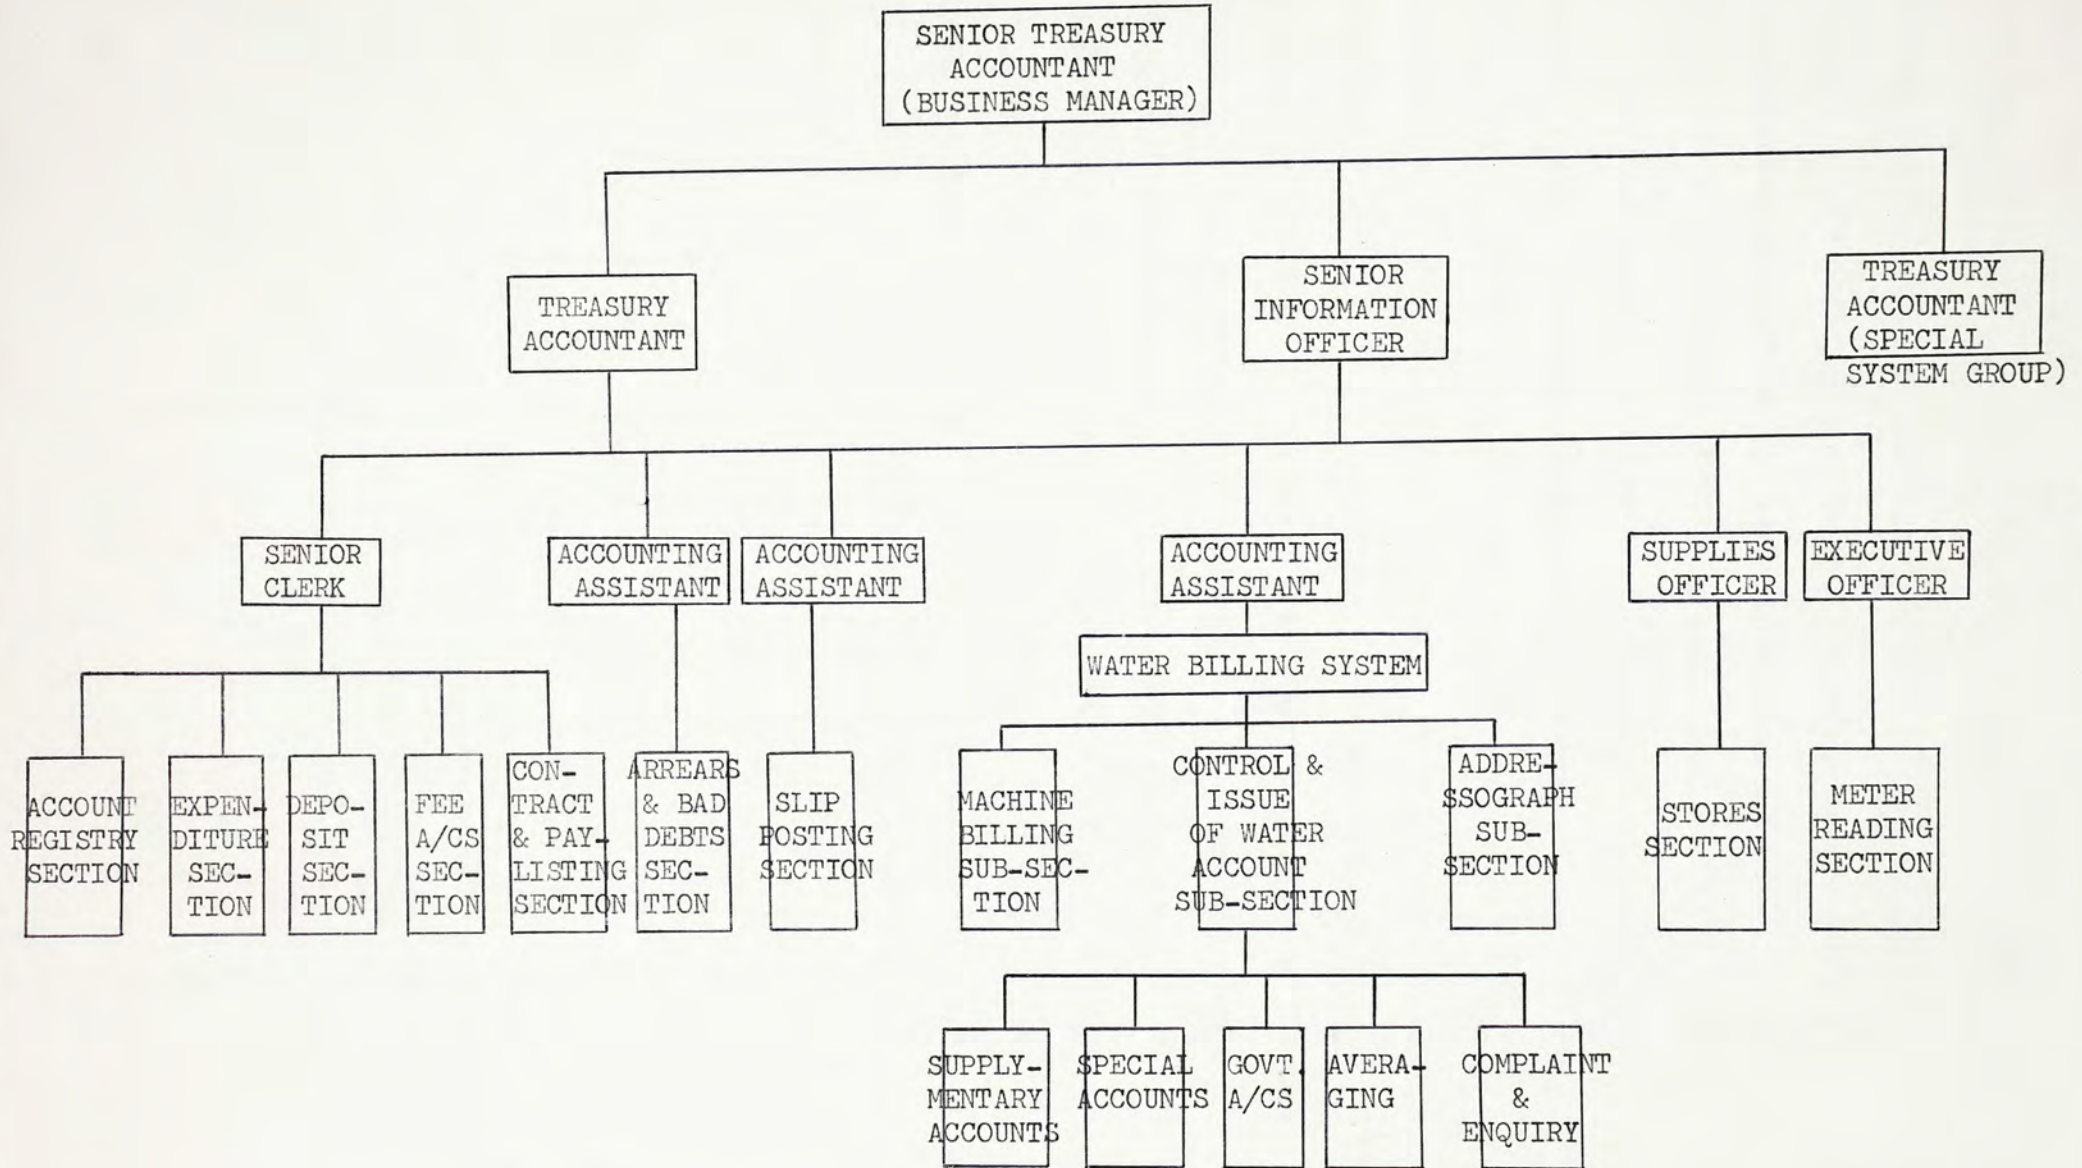 SENIOR TREASURY
ACCOUNTANT
(BUSINESS MANAGER)
TREASURY
ACCOUNTANT
SENIOR
INFORMATION
OFFICER
TREASURY
ACCOUNTANT
(SPECIAL
SYSTEM GROUP)
SENIOR
CLERK
ACCOUNTING
ASSISTANT
ACCOUNTING
ASSISTANT
ACCOUNTING
ASSISTANT
SUPPLIES
OFFICER
EXECUTIVE
OFFICER
WATER BILLING SYSTEM
ACCOUNT
REGISTRY
SECTION
EXPEN-
DITURE
SEC-
TION
DEPO-
SIT
SEC-
TION
FEE
A/CS
SEC-
TION
CON-
TRACT
& PAY-
LISTING
SECTION
ARREARS
& BAD
DEBTS
SEC-
TION
SLIP
POSTING
SECTION
MACHINE
BILLING
SUB-SEC-
TION
CONTROL &
ISSUE
OF WATER
ACCOUNT
SUB-SECTION
ADDRE-
SSOGRAPH
SUB-
SECTION
STORES
SECTION
METER
READING
SECTION
SUPPLY-
MENTARY
ACCOUNTS
SPECIAL
ACCOUNTS
GOVT.
A/CS
AVERA-
GING
COMPLAINT
&
ENQUIRY